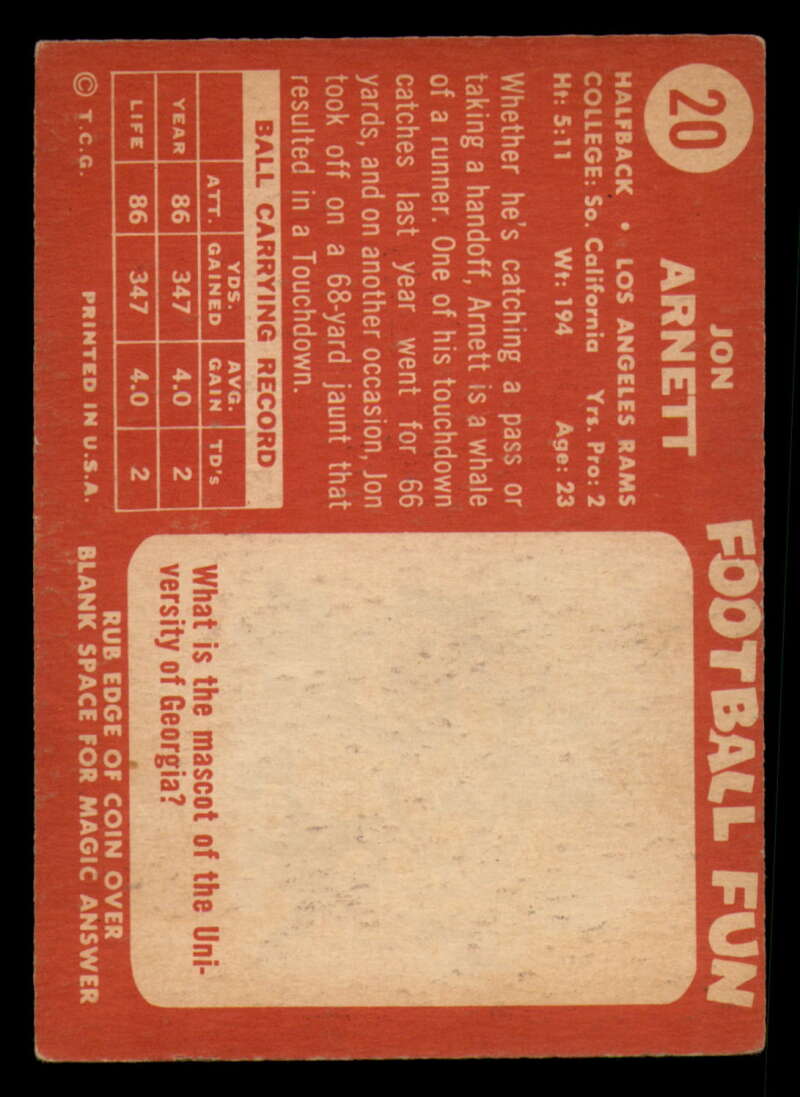 20
JON
ARNETT
HALFBACK • LOS ANGELES RAMS
COLLEGE: So. California Yrs. Pro: 2
Ht: 5:11 Wt: 194 Age: 23
Whether he's catching a pass or
taking a handoff, Arnett is a whale
of a runner. One of his touchdown
catches last year went for 66
yards, and on another occasion, Jon
took off on a 68-yard jaunt that
resulted in a Touchdown.
BALL CARRYING RECORD
ATT. YDS. GAINED AVG. GAIN TD's
YEAR 86 347 4.0 2
LIFE 86 347 4.0 2
© T.C.G. PRINTED IN U.S.A.
FOOTBALL FUN
What is the mascot of the Uni-
versity of Georgia?
RUB EDGE OF COIN OVER
BLANK SPACE FOR MAGIC ANSWER